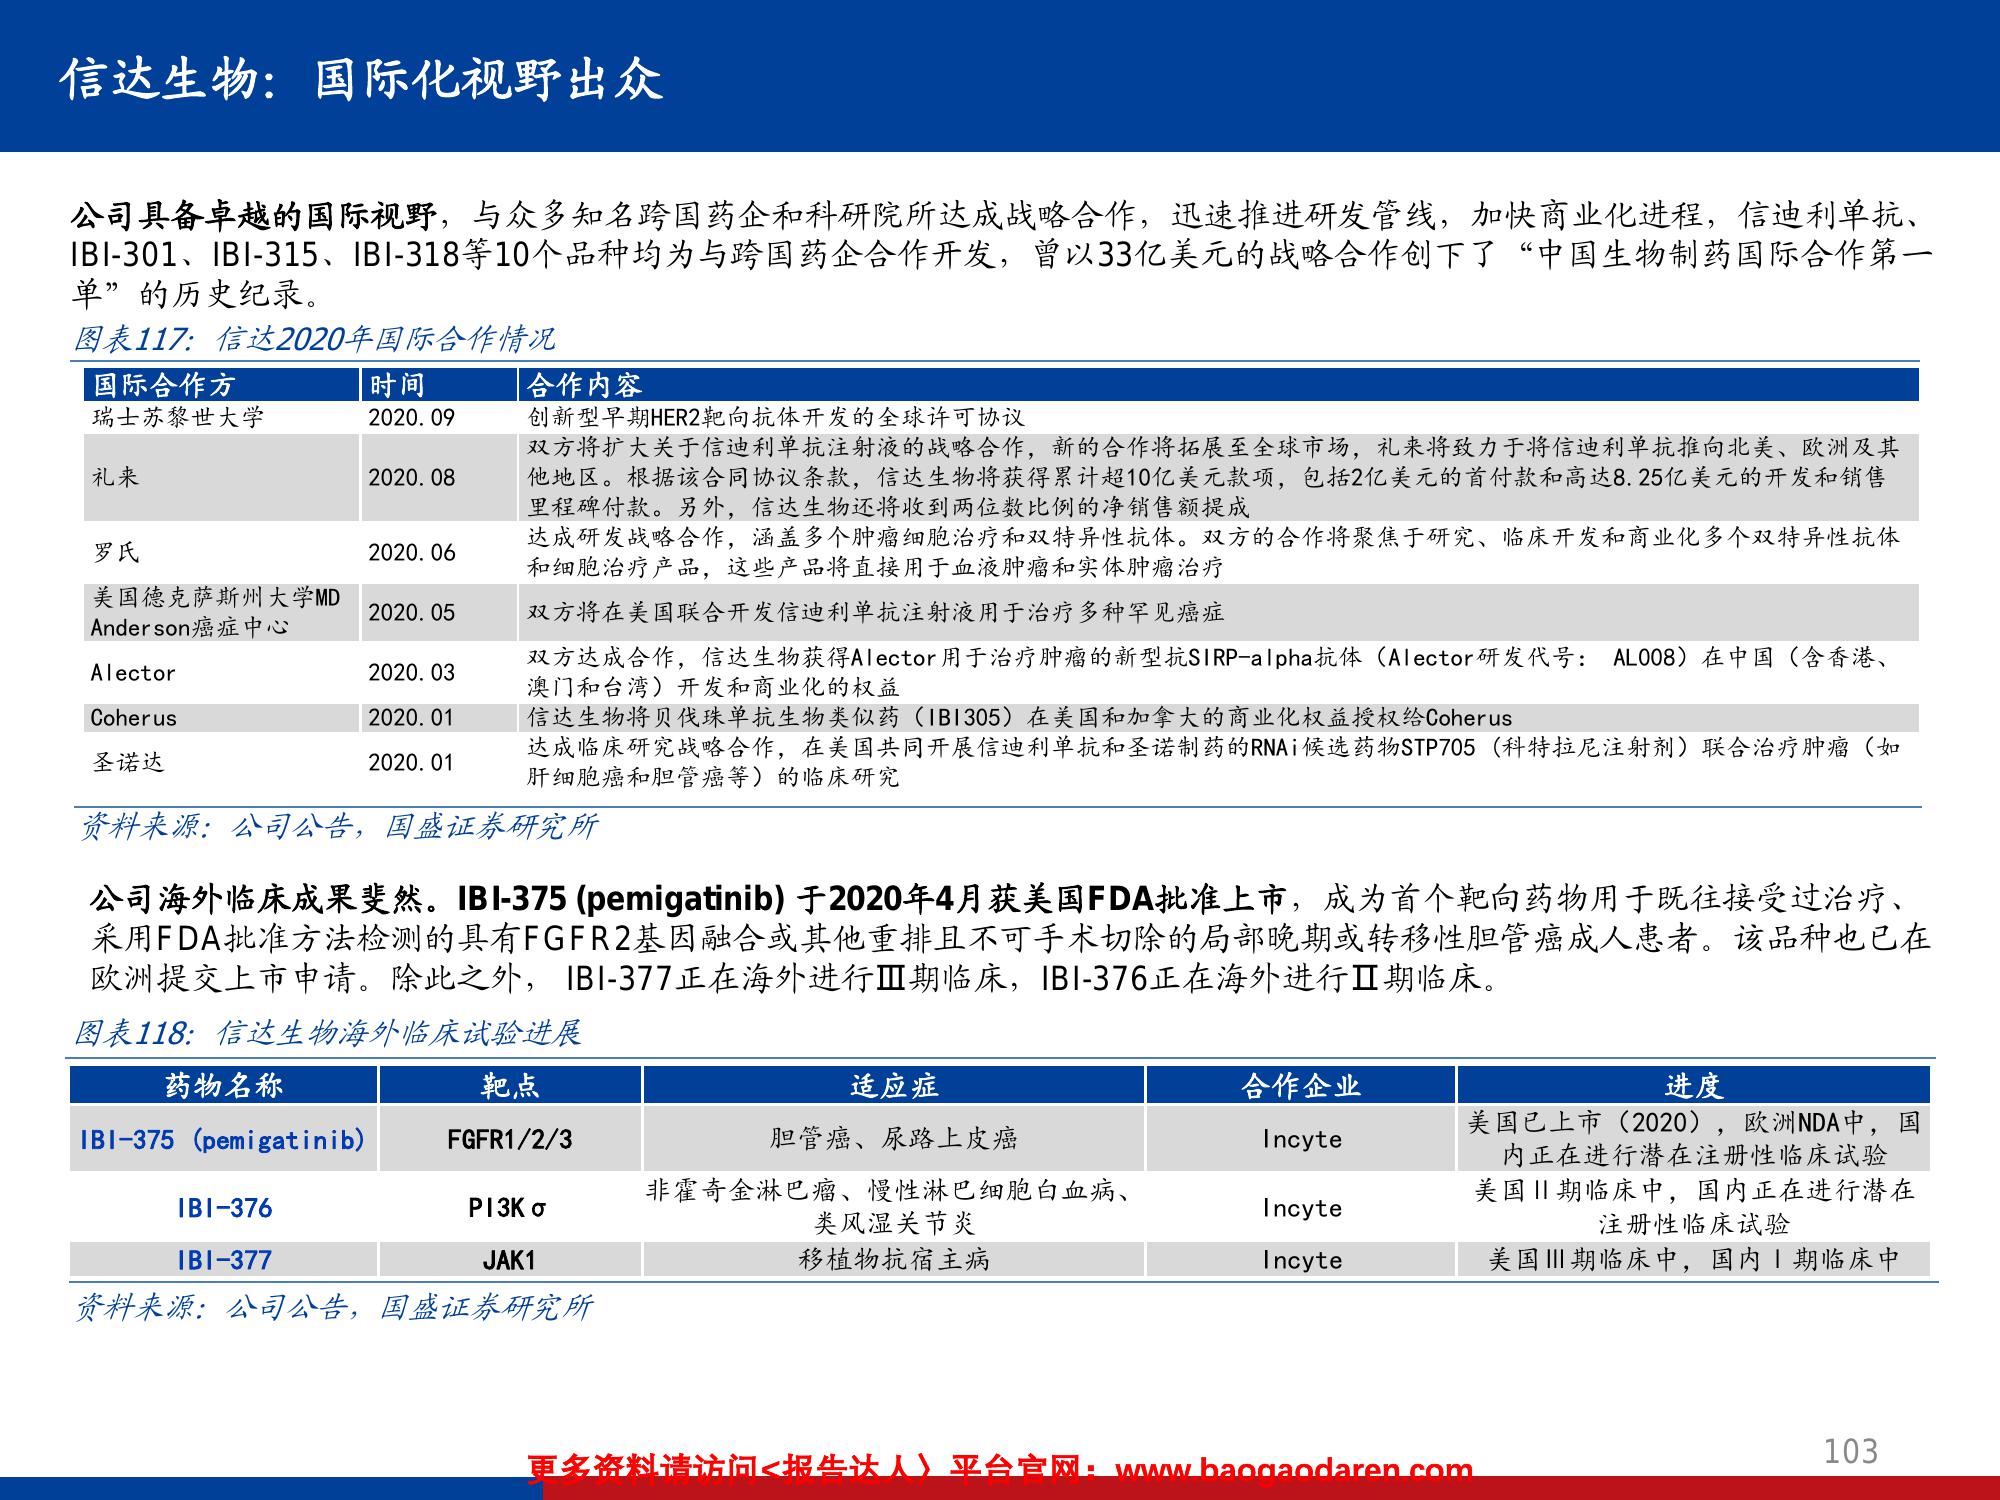 信达生物：国际化视野出众
公司具备卓越的国际视野，与众多知名跨国药企和科研院所达成战略合作，迅速推进研发管线，加快商业化进程，信迪利单抗、
IBI-301、IBI-315、IBI-318等10个品种均为与跨国药企合作开发，曾以33亿美元的战略合作创下了“中国生物制药国际合作第一
单”的历史纪录。
图表117：信达2020年国际合作情况
国际合作方 时间 合作内容
瑞士苏黎世大学 2020.09 创新型早期HER2靶向抗体开发的全球许可协议
双方将扩大关于信迪利单抗注射液的战略合作，新的合作将拓展至全球市场，礼来将致力于将信迪利单抗推向北美、欧洲及其
礼来 2020.08 他地区。根据该合同协议条款，信达生物将获得累计超10亿美元款项，包括2亿美元的首付款和高达8.25亿美元的开发和销售
里程碑付款。另外，信达生物还将收到两位数比例的净销售额提成
罗氏 2020.06 达成研发战略合作，涵盖多个肿瘤细胞治疗和双特异性抗体。双方的合作将聚焦于研究、临床开发和商业化多个双特异性抗体
和细胞治疗产品，这些产品将直接用于血液肿瘤和实体肿瘤治疗
美国德克萨斯州大学MD
Anderson癌症中心 2020.05 双方将在美国联合开发信迪利单抗注射液用于治疗多种罕见癌症
Alector 2020.03 双方达成合作，信达生物获得Alector用于治疗肿瘤的新型抗SIRP-alpha抗体（Alector研发代号： AL008）在中国（含香港、
澳门和台湾）开发和商业化的权益
Coherus 2020.01 信达生物将贝伐珠单抗生物类似药（IBI305）在美国和加拿大的商业化权益授权给Coherus
圣诺达 2020.01 达成临床研究战略合作，在美国共同开展信迪利单抗和圣诺制药的RNAi候选药物STP705（科特拉尼注射剂）联合治疗肿瘤（如
肝细胞癌和胆管癌等）的临床研究
资料来源：公司公告，国盛证券研究所
公司海外临床成果斐然。IBI-375 (pemigatinib) 于2020年4月获美国FDA批准上市，成为首个靶向药物用于既往接受过治疗、
采用FDA批准方法检测的具有FGFR2基因融合或其他重排且不可手术切除的局部晚期或转移性胆管癌成人患者。该品种也已在
欧洲提交上市申请。除此之外， IBI-377正在海外进行Ⅲ期临床，IBI-376正在海外进行Ⅱ期临床。
图表118：信达生物海外临床试验进展
药物名称 靶点 适应症 合作企业 进度
IBI-375 (pemigatinib) FGFR1/2/3 胆管癌、尿路上皮癌 Incyte 美国已上市（2020），欧洲NDA中，国
内正在进行潜在注册性临床试验
IBI-376 PI3Kσ 非霍奇金淋巴瘤、慢性淋巴细胞白血病、
类风湿关节炎 Incyte 美国Ⅱ期临床中，国内正在进行潜在
注册性临床试验
IBI-377 JAK1 移植物抗宿主病 Incyte 美国Ⅲ期临床中，国内Ⅰ期临床中
资料来源：公司公告，国盛证券研究所
103
更多资料请访问<报告达人〉平台官网：www.baogaodaren.com